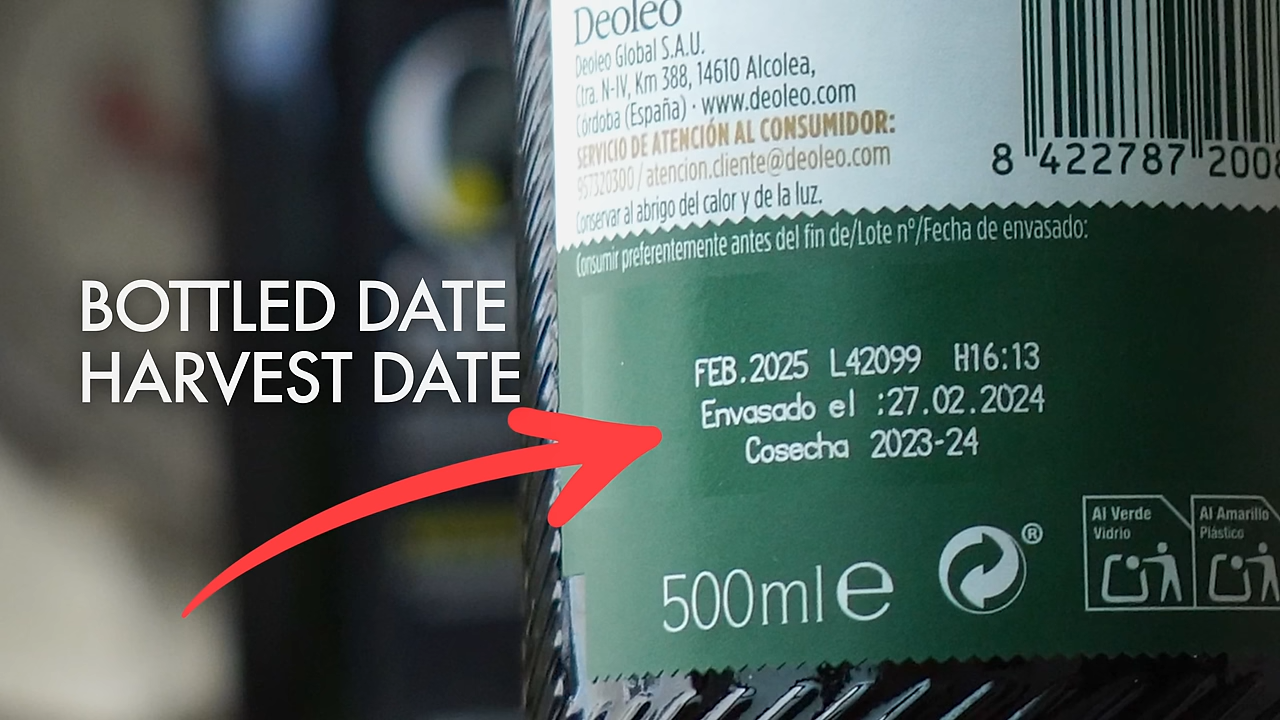 Deoleo
Deoleo Global S.A.U.
Ctra. N-IV, Km 388, 14610 Alcolea,
Córdoba (España) · www.deoleo.com
SERVICIO DE ATENCIÓN AL CONSUMIDOR:
957320300 / atencion.cliente@deoleo.com
Conservar al abrigo del calor y de la luz.
8 422787 2008
Consumir preferentemente antes del fin de/Lote nº/Fecha de envasado:
BOTTLED DATE
HARVEST DATE
FEB.2025 L42099 H16:13
Envasado el :27.02.2024
Cosecha 2023-24
500ml e
®
Al Verde
Vidrio
Al Amarillo
Plástico